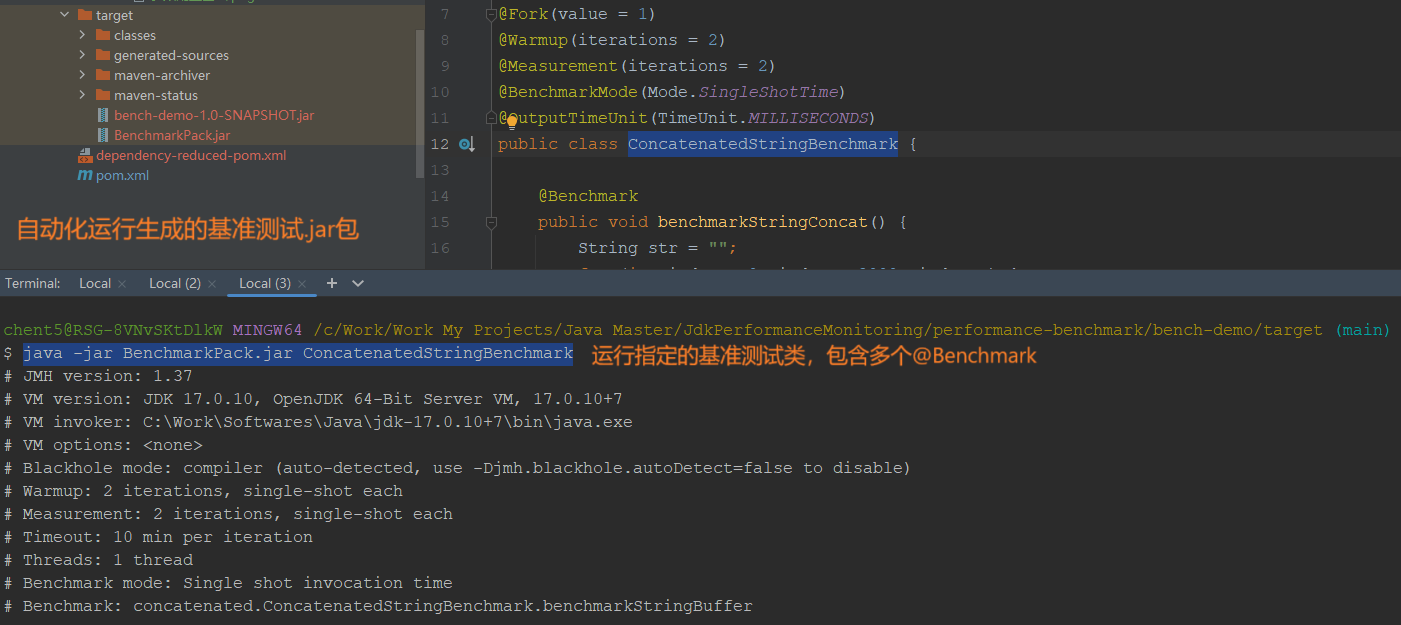 target
classes
generated-sources
maven-archiver
maven-status
bench-demo-1.0-SNAPSHOT.jar
BenchmarkPack.jar
dependency-reduced-pom.xml
pom.xml
自动化运行生成的基准测试.jar包
7 @Fork(value = 1)
8 @Warmup(iterations = 2)
9 @Measurement(iterations = 2)
10 @BenchmarkMode(Mode.SingleShotTime)
11 @OutputTimeUnit(TimeUnit.MILLISECONDS)
12 public class ConcatenatedStringBenchmark {
13
14 @Benchmark
15 public void benchmarkStringConcat() {
16 String str = "";
Terminal: Local × Local (2) × Local (3) × +
chent5@RSG-8VNvSKtDlkW MINGW64 /c/Work/Work My Projects/Java Master/JdkPerformanceMonitoring/performance-benchmark/bench-demo/target (main)
$ java -jar BenchmarkPack.jar ConcatenatedStringBenchmark 运行指定的基准测试类，包含多个@Benchmark
# JMH version: 1.37
# VM version: JDK 17.0.10, OpenJDK 64-Bit Server VM, 17.0.10+7
# VM invoker: C:\Work\Softwares\Java\jdk-17.0.10+7\bin\java.exe
# VM options: <none>
# Blackhole mode: compiler (auto-detected, use -Djmh.blackhole.autoDetect=false to disable)
# Warmup: 2 iterations, single-shot each
# Measurement: 2 iterations, single-shot each
# Timeout: 10 min per iteration
# Threads: 1 thread
# Benchmark mode: Single shot invocation time
# Benchmark: concatenated.ConcatenatedStringBenchmark.benchmarkStringBuffer